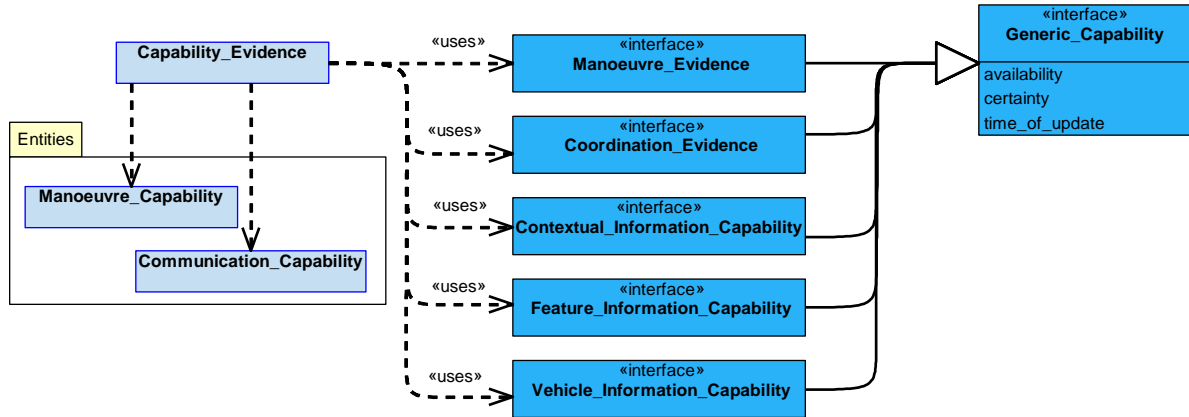 Capability_Evidence
Entities
Manoeuvre_Capability
Communication_Capability
«uses»
«interface»
Manoeuvre_Evidence
«uses»
«interface»
Coordination_Evidence
«uses»
«interface»
Contextual_Information_Capability
«uses»
«interface»
Feature_Information_Capability
«uses»
«interface»
Vehicle_Information_Capability
«interface»
Generic_Capability
availability
certainty
time_of_update